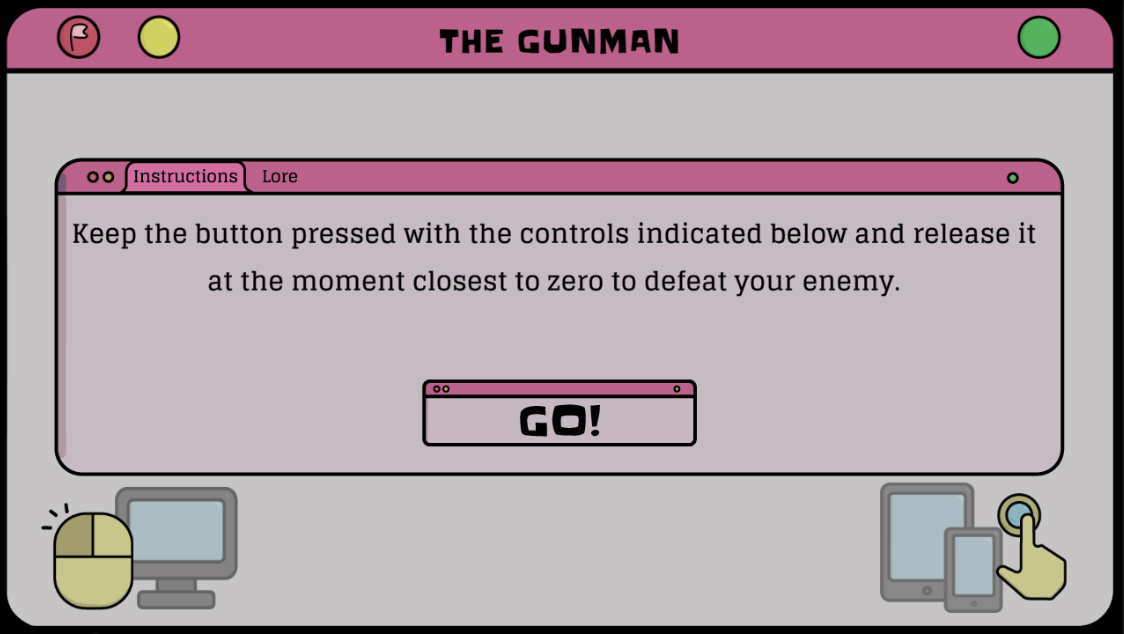 THE GUNMAN
Instructions Lore
Keep the button pressed with the controls indicated below and release it
at the moment closest to zero to defeat your enemy.
GO!